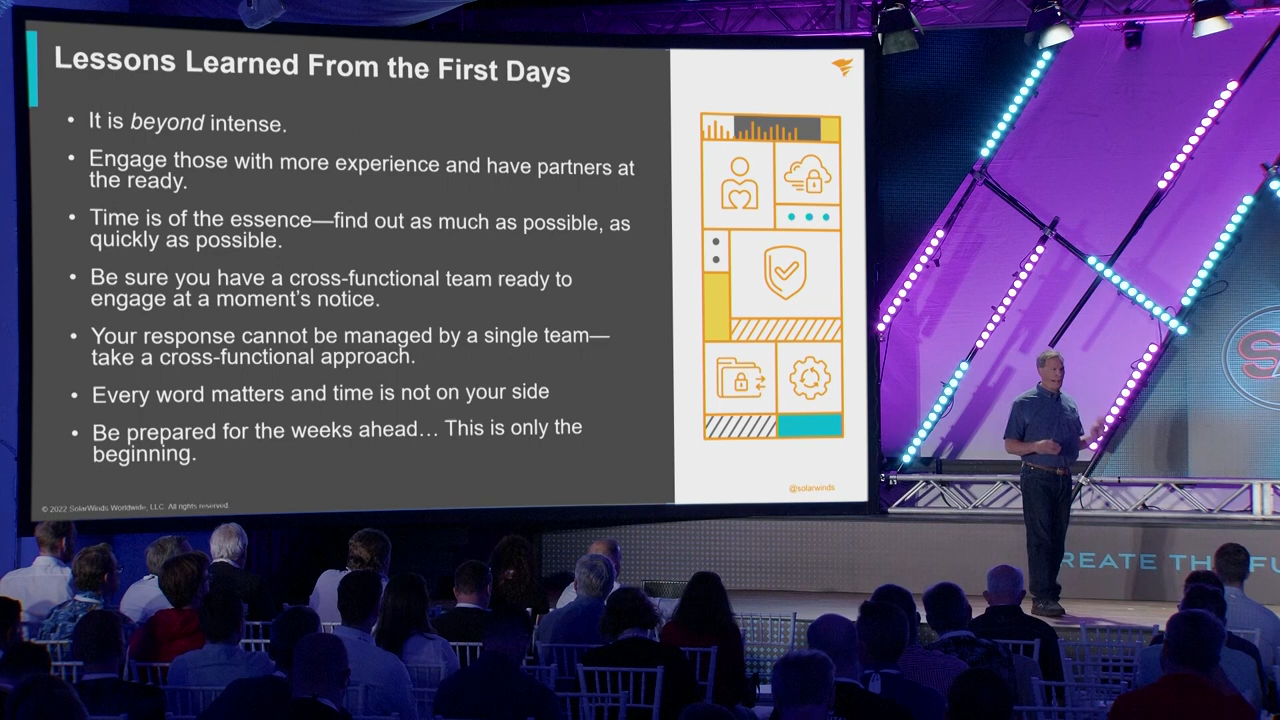 Lessons Learned From the First Days
• It is beyond intense.
• Engage those with more experience and have partners at
the ready.
• Time is of the essence—find out as much as possible, as
quickly as possible.
• Be sure you have a cross-functional team ready to
engage at a moment's notice.
• Your response cannot be managed by a single team—
take a cross-functional approach.
• Every word matters and time is not on your side
• Be prepared for the weeks ahead… This is only the
beginning.
@solarwinds
© 2022 SolarWinds Worldwide, LLC. All rights reserved.
REATE THE FU